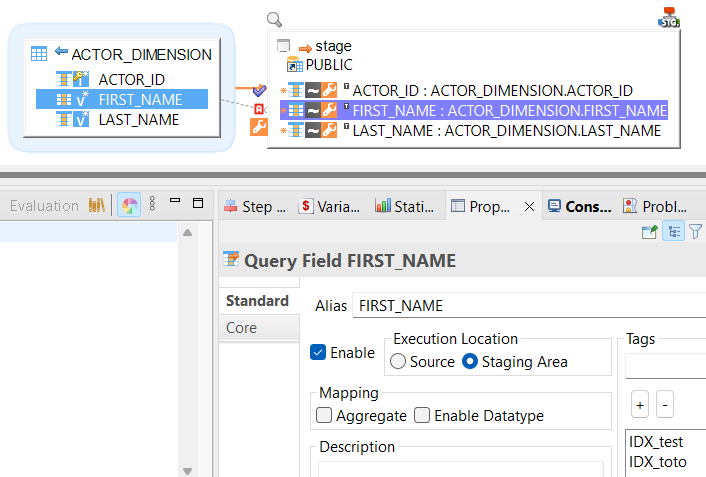 STG
ACTOR_DIMENSION
ACTOR_ID
FIRST_NAME
LAST_NAME
stage
PUBLIC
ACTOR_ID : ACTOR_DIMENSION.ACTOR_ID
FIRST_NAME : ACTOR_DIMENSION.FIRST_NAME
LAST_NAME : ACTOR_DIMENSION.LAST_NAME
Evaluation
Step ...
Varia...
Stati...
Prop...
Cons...
Probl...
Query Field FIRST_NAME
Standard
Core
Alias FIRST_NAME
Enable
Execution Location
Source Staging Area
Mapping
Aggregate Enable Datatype
Description
Tags
+ -
IDX_test
IDX_toto